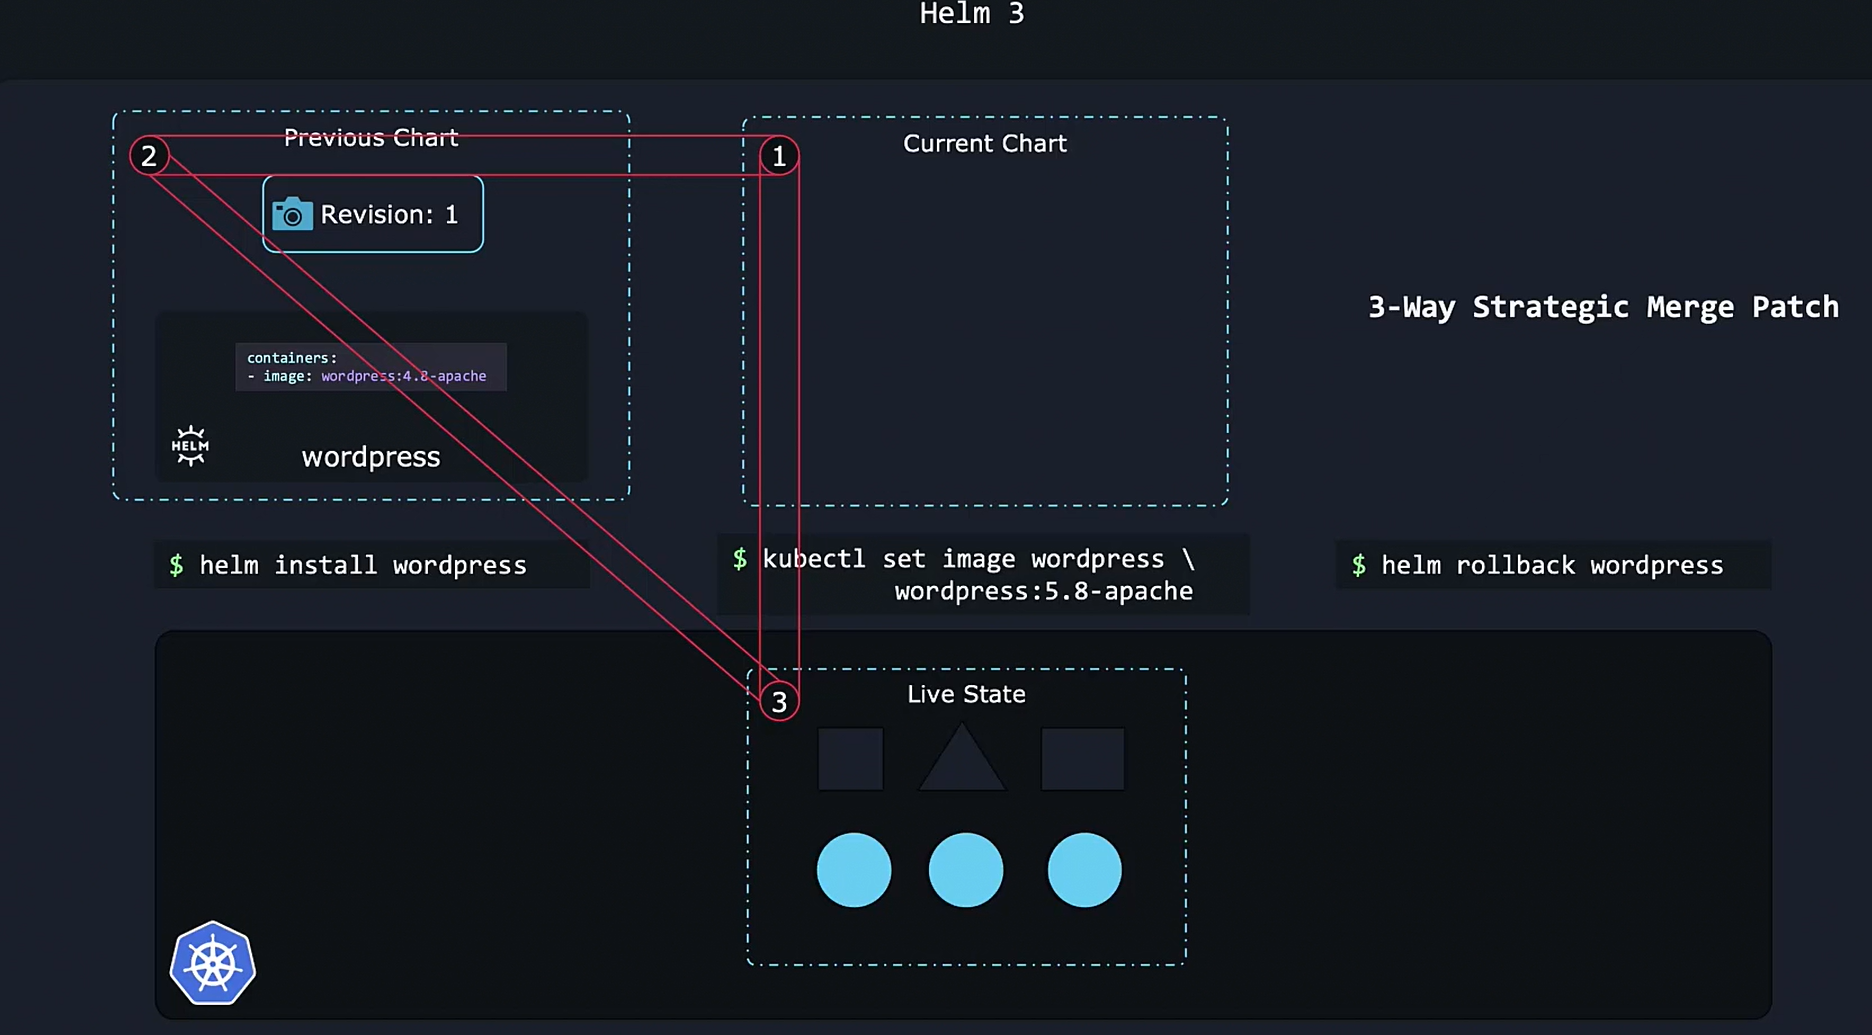 Helm 3
Previous Chart
Current Chart
2
1
Revision: 1
3-Way Strategic Merge Patch
containers:
- image: wordpress:4.8-apache
HELM
wordpress
$ helm install wordpress
$ kubectl set image wordpress \
wordpress:5.8-apache
$ helm rollback wordpress
3
Live State